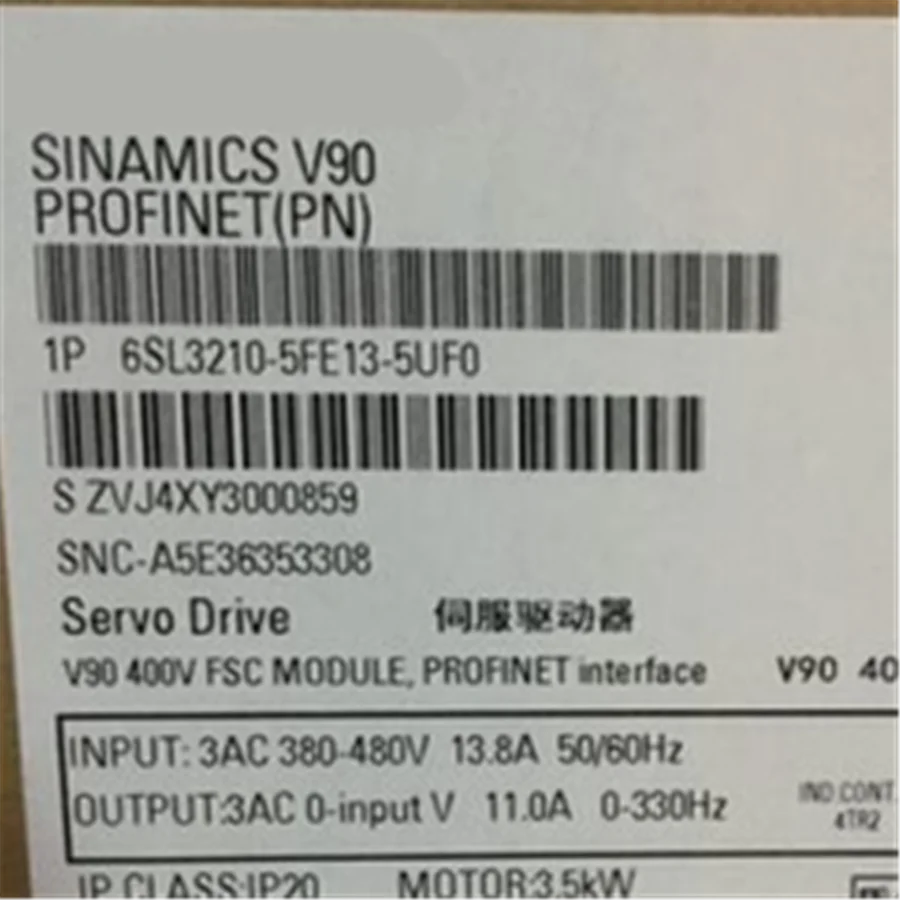 SINAMICS V90
PROFINET(PN)
1P 6SL3210-5FE13-5UF0
S ZVJ4XY3000859
SNC-A5E36353308
Servo Drive 伺服驱动器
V90 400V FSC MODULE, PROFINET interface V90 40
INPUT: 3AC 380-480V 13.8A 50/60Hz
OUTPUT:3AC 0-input V 11.0A 0-330Hz
IND.CONT.
4TR2
IP CLASS:IP20 MOTOR:3.5kW